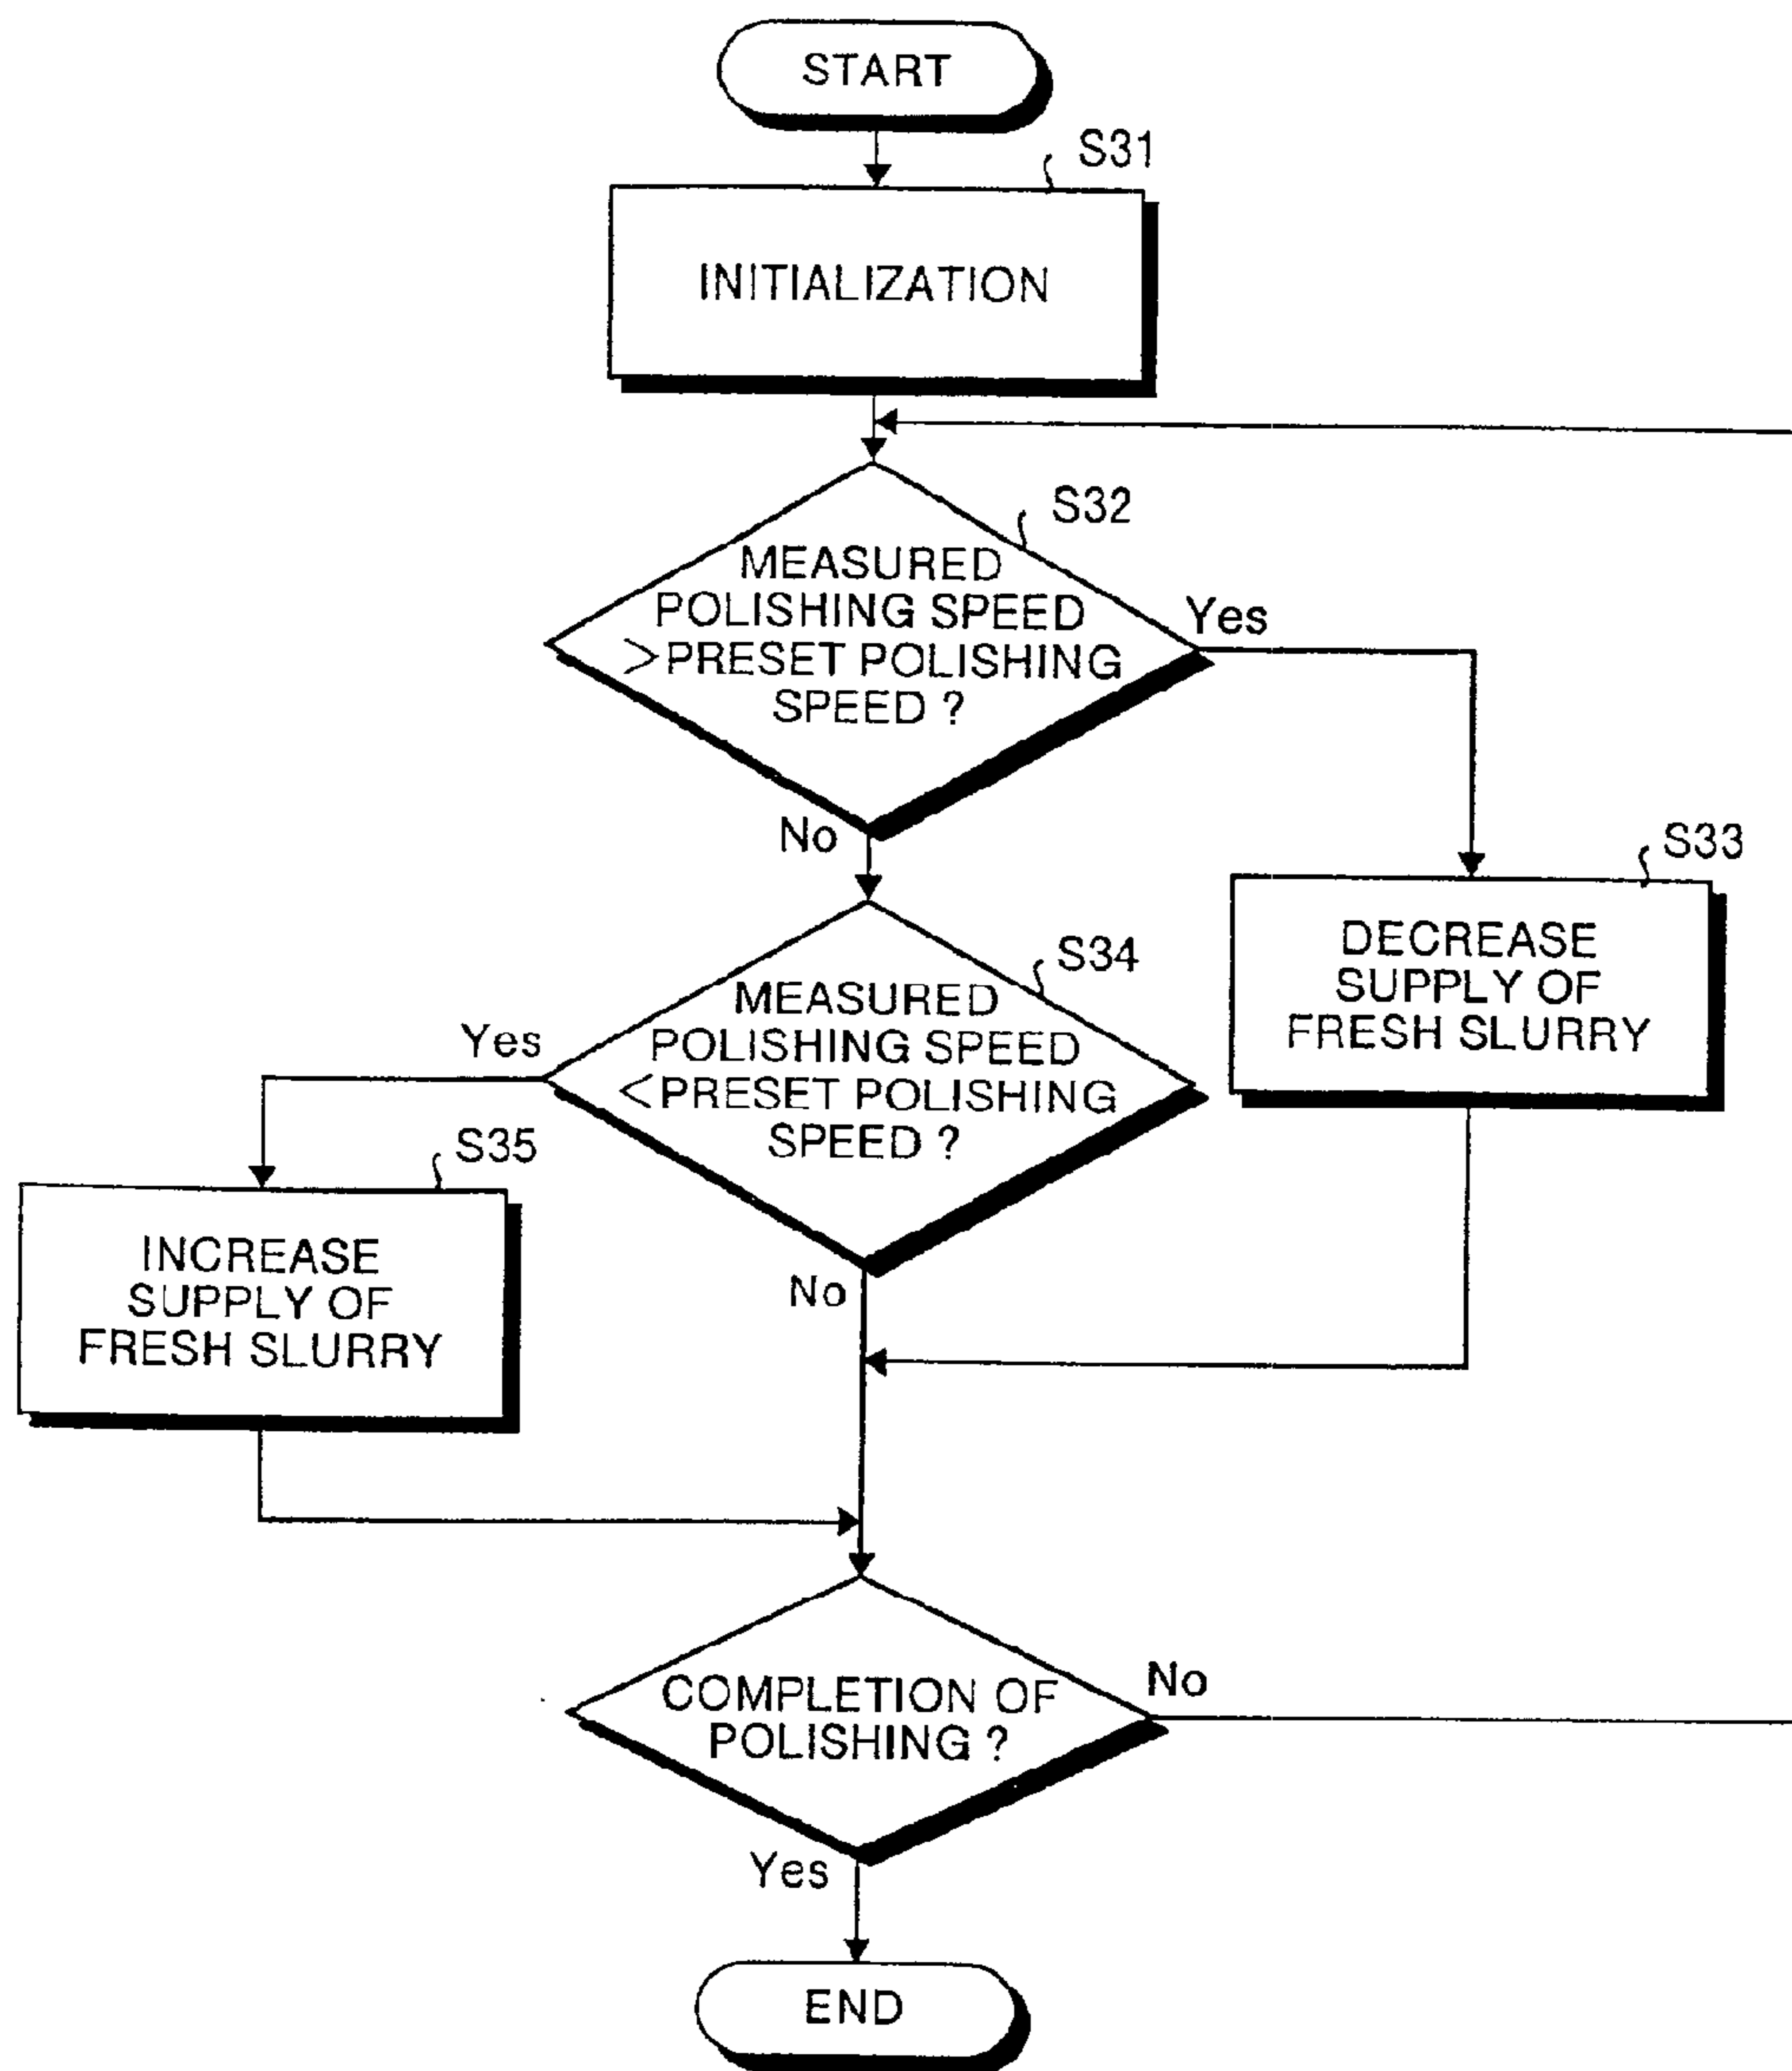 START
S31
INITIALIZATION
S32
MEASURED
POLISHING SPEED
>PRESET POLISHING
SPEED ?
Yes
No
S33
DECREASE
SUPPLY OF
FRESH SLURRY
S34
MEASURED
POLISHING SPEED
<PRESET POLISHING
SPEED ?
Yes
No
S35
INCREASE
SUPPLY OF
FRESH SLURRY
COMPLETION OF
POLISHING ?
No
Yes
END